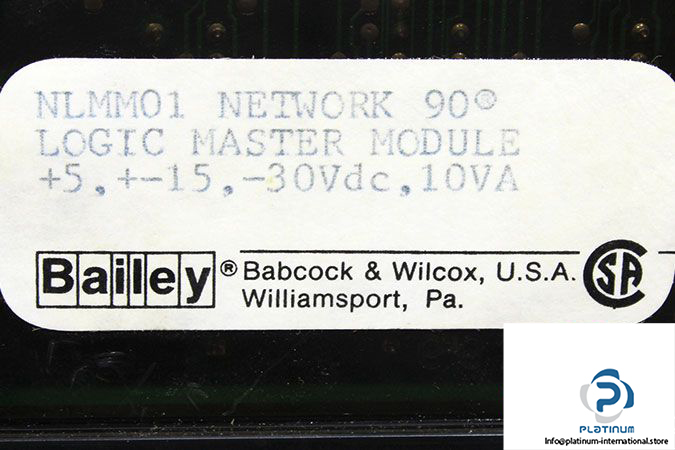 NLMM01 NETWORK 90®
LOGIC MASTER MODULE
+5,+-15,-30Vdc,10VA
Bailey® Babcock & Wilcox, U.S.A.
Williamsport, Pa.
CSA
PLATINUM
Info@platinum-international.store